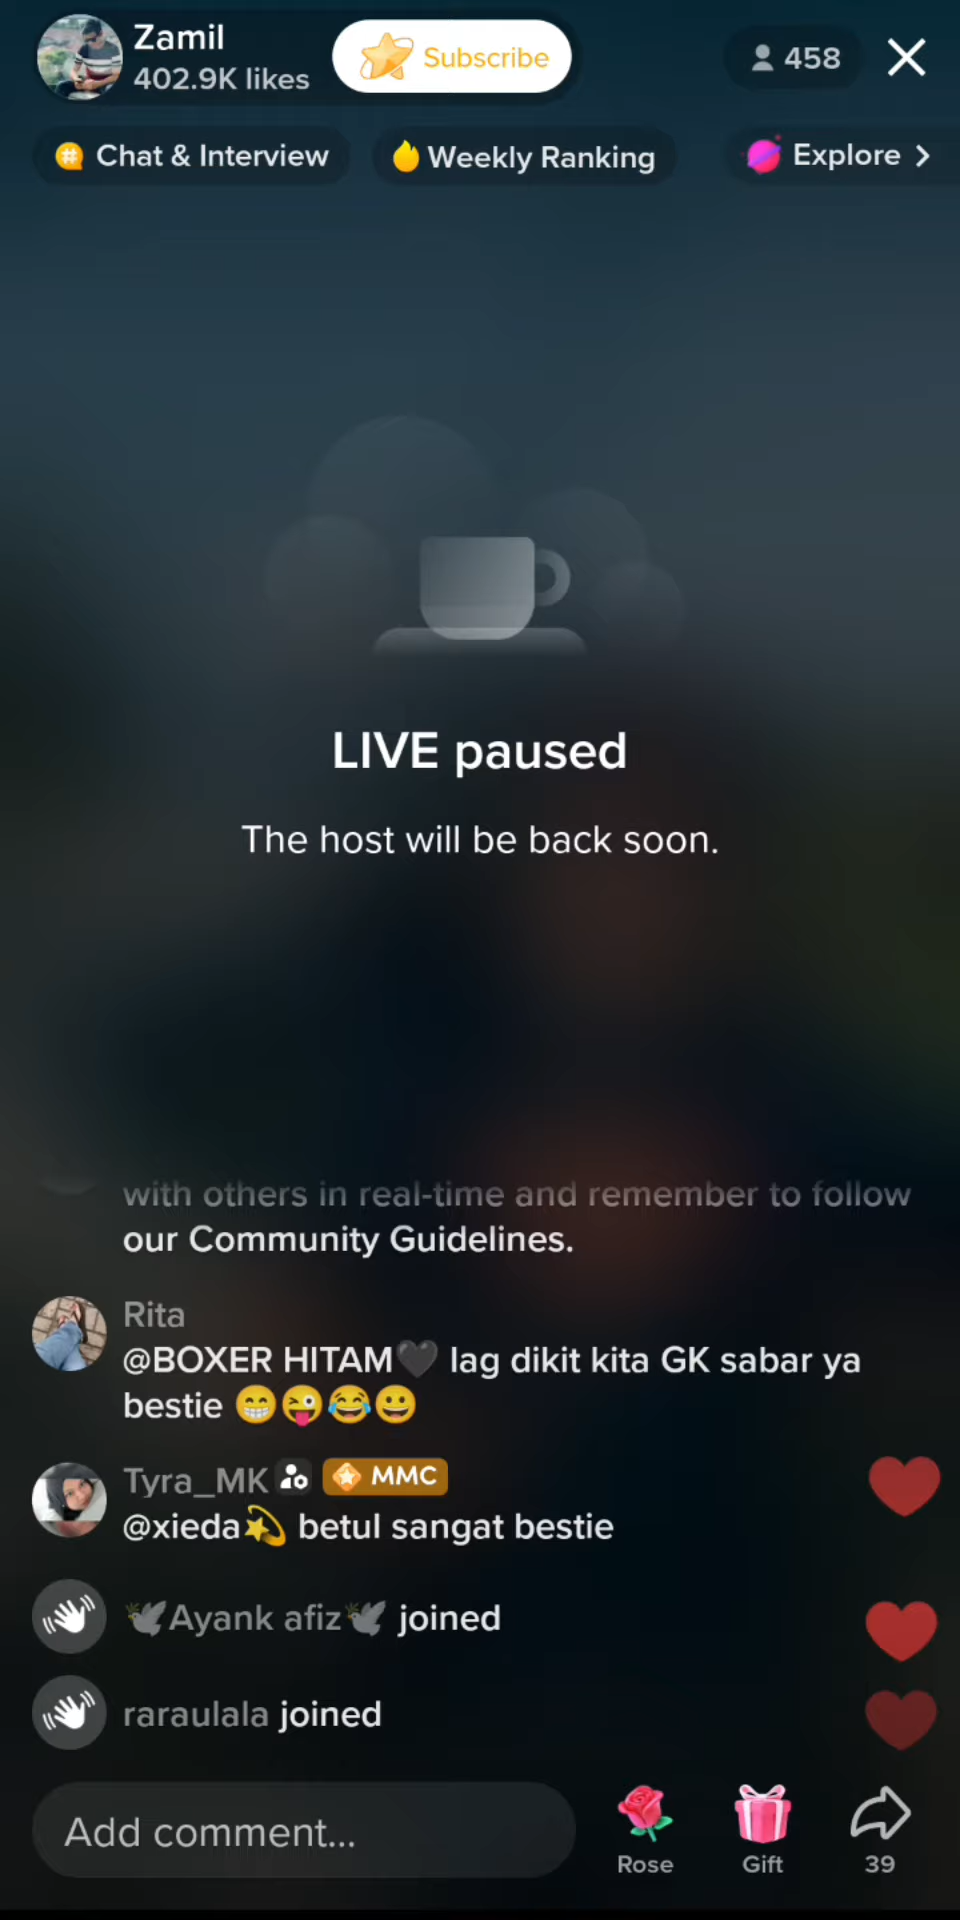 Zamil
402.9K likes
Subscribe
458
Chat & Interview
Weekly Ranking
Explore >
LIVE paused
The host will be back soon.
with others in real-time and remember to follow
our Community Guidelines.
Rita
@BOXER HITAM🖤 lag dikit kita GK sabar ya
bestie 😁😜😂😀
Tyra_MK MMC
@xieda💫 betul sangat bestie
🕊Ayank afiz🕊 joined
raraulala joined
Add comment...
Rose
Gift
39